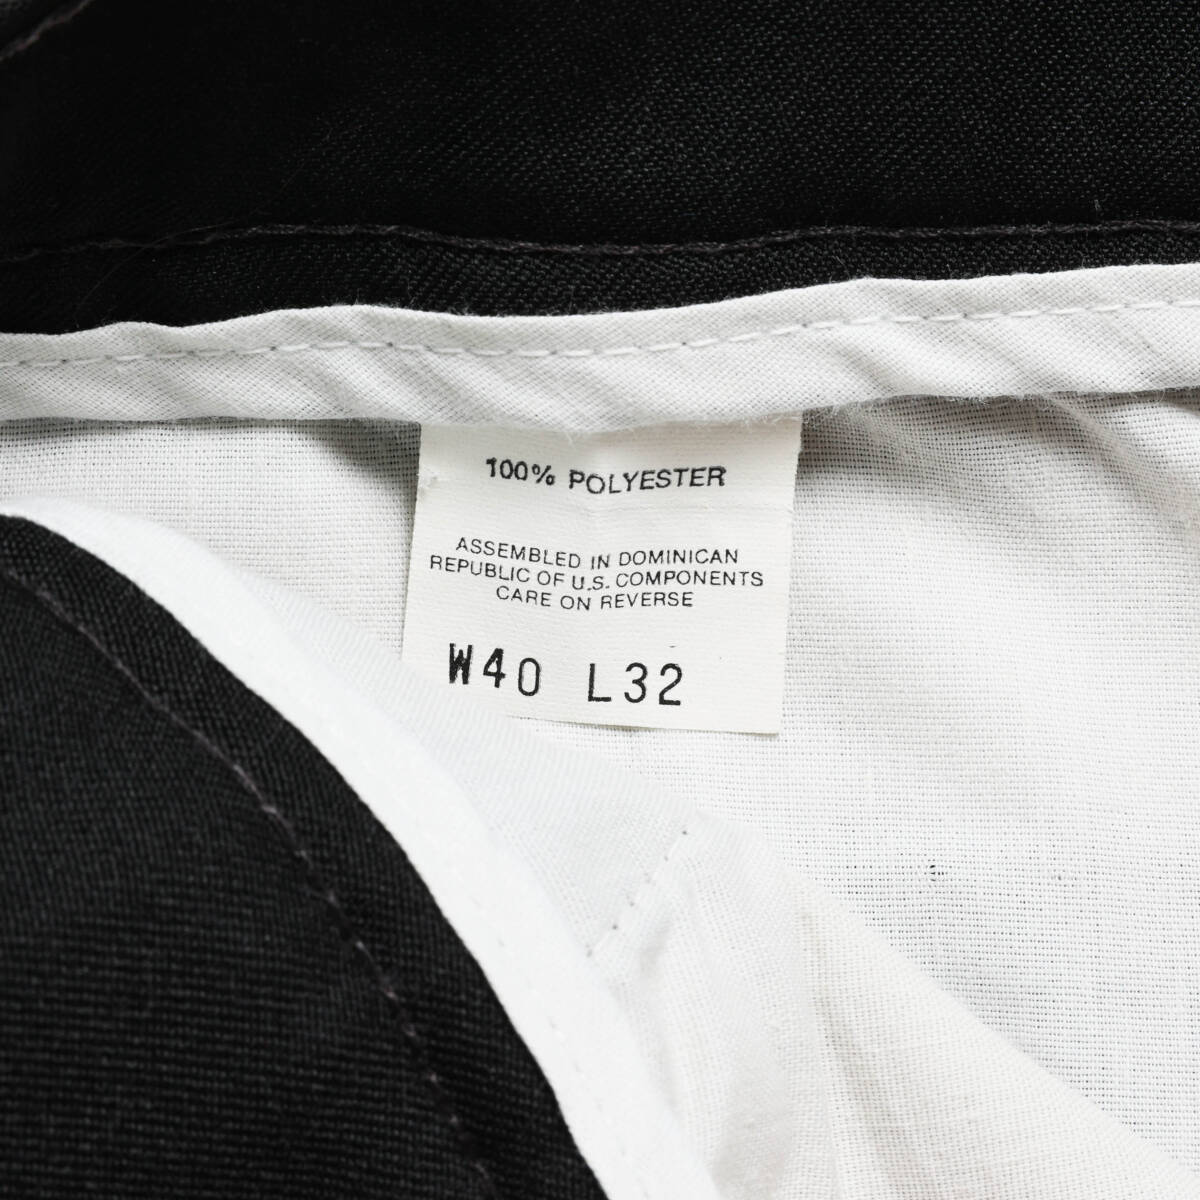 100% POLYESTER
ASSEMBLED IN DOMINICAN
REPUBLIC OF U.S. COMPONENTS
CARE ON REVERSE
W40 L32